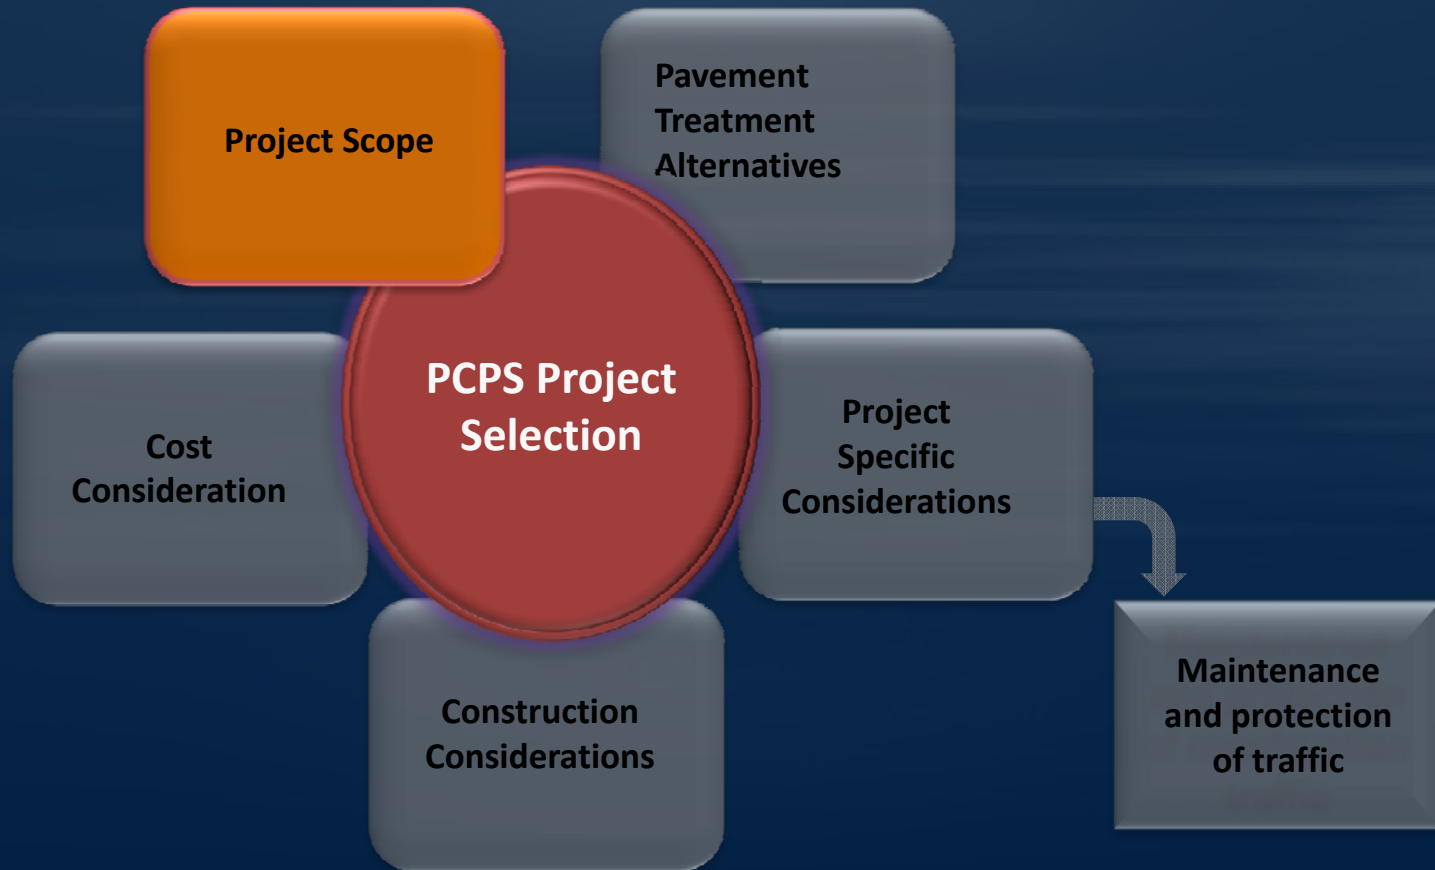 Project Scope
Pavement
Treatment
Alternatives
PCPS Project
Selection
Cost
Consideration
Project
Specific
Considerations
Construction
Considerations
Maintenance
and protection
of traffic